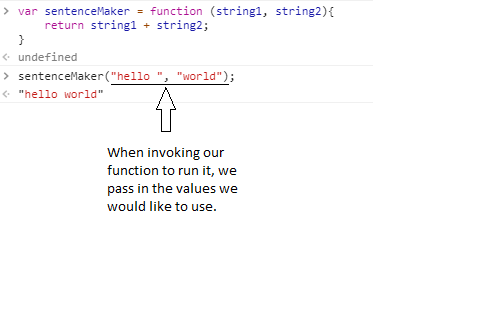 > var sentenceMaker = function (string1, string2){
return string1 + string2;
}
< undefined
> sentenceMaker("hello ", "world");
< "hello world"
When invoking our
function to run it, we
pass in the values we
would like to use.